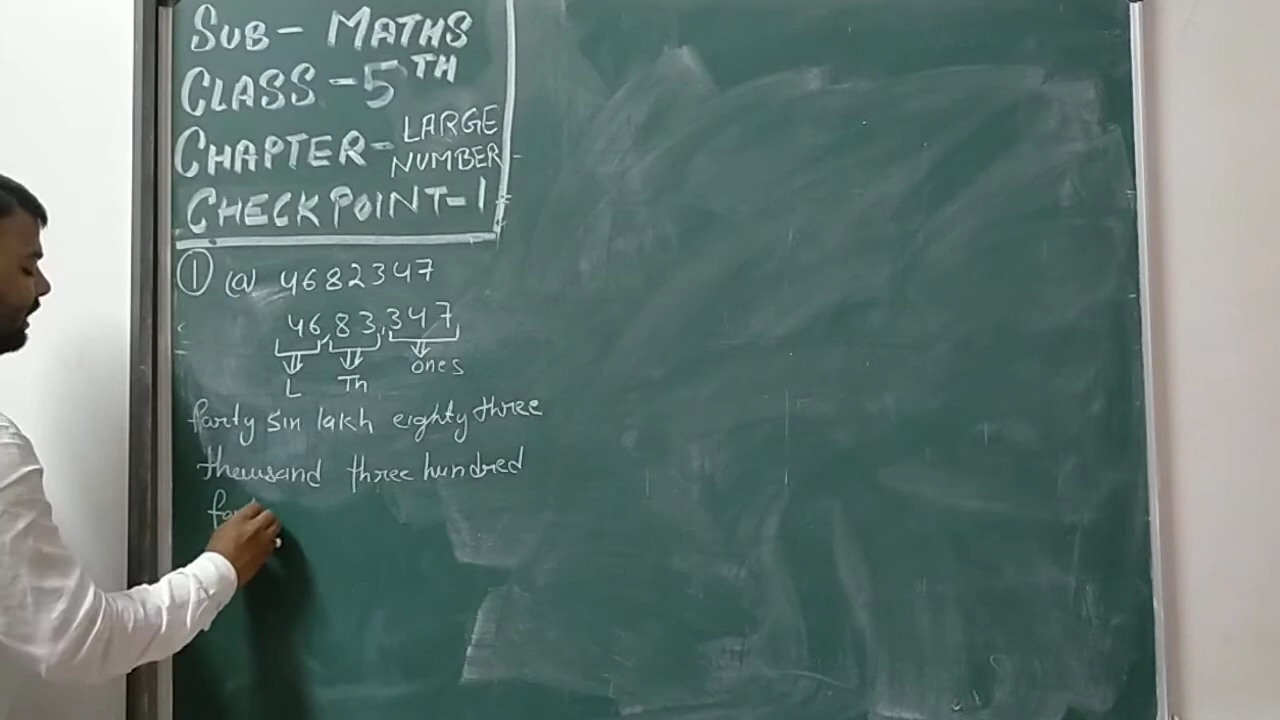 SUB - MATHS
CLASS - 5TH
CHAPTER - LARGE NUMBER -
CHECKPOINT - 1
① (a) 4682347
46,83,347
L Th ones
Farty sin lakh eighty three
thousand three hundred